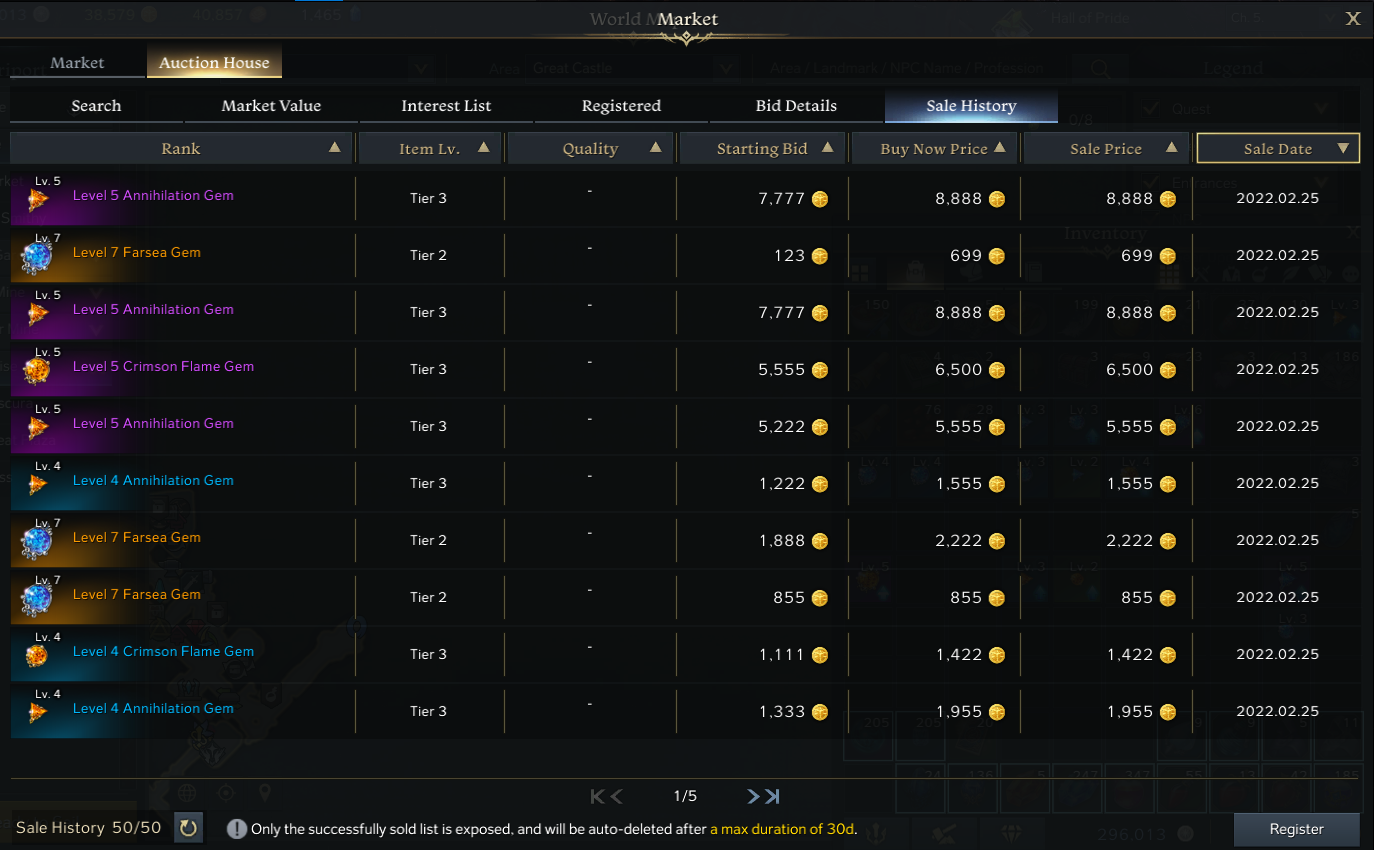 World M
Market
X
Market
Auction House
Search
Market Value
Interest List
Registered
Bid Details
Sale History
Rank
Item Lv.
Quality
Starting Bid
Buy Now Price
Sale Price
Sale Date
Lv. 5
Level 5 Annihilation Gem Tier 3 - 7,777 8,888 8,888 2022.02.25
Lv. 7
Level 7 Farsea Gem Tier 2 - 123 699 699 2022.02.25
Lv. 5
Level 5 Annihilation Gem Tier 3 - 7,777 8,888 8,888 2022.02.25
Lv. 5
Level 5 Crimson Flame Gem Tier 3 - 5,555 6,500 6,500 2022.02.25
Lv. 5
Level 5 Annihilation Gem Tier 3 - 5,222 5,555 5,555 2022.02.25
Lv. 4
Level 4 Annihilation Gem Tier 3 - 1,222 1,555 1,555 2022.02.25
Lv. 7
Level 7 Farsea Gem Tier 2 - 1,888 2,222 2,222 2022.02.25
Lv. 7
Level 7 Farsea Gem Tier 2 - 855 855 855 2022.02.25
Lv. 4
Level 4 Crimson Flame Gem Tier 3 - 1,111 1,422 1,422 2022.02.25
Lv. 4
Level 4 Annihilation Gem Tier 3 - 1,333 1,955 1,955 2022.02.25
1/5
Sale History 50/50
Only the successfully sold list is exposed, and will be auto-deleted after a max duration of 30d.
Register